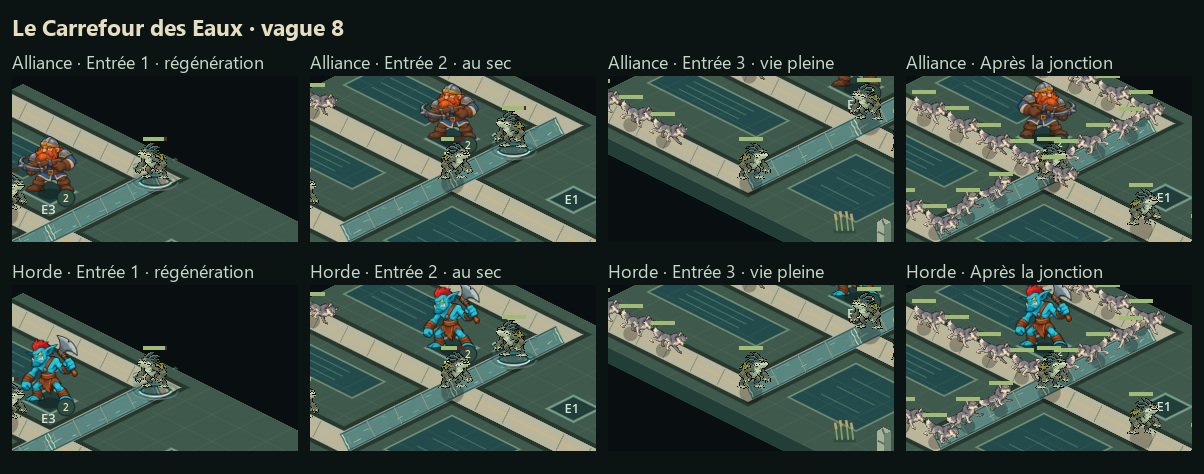 Le Carrefour des Eaux · vague 8
Alliance · Entrée 1 · régénération
Alliance · Entrée 2 · au sec
Alliance · Entrée 3 · vie pleine
Alliance · Après la jonction
2
E3
2
E1
E1
Horde · Entrée 1 · régénération
Horde · Entrée 2 · au sec
Horde · Entrée 3 · vie pleine
Horde · Après la jonction
2
E3
2
E1
E1